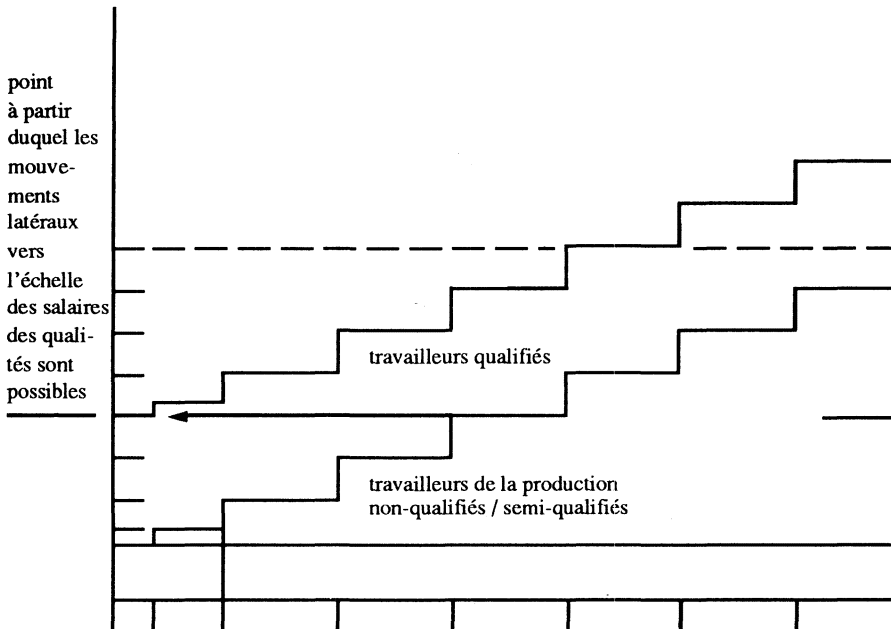 point
à partir
duquel les
mouve-
ments
latéraux
vers
l'échelle
des salaires
des quali-
tés sont
possibles
travailleurs qualifiés
travailleurs de la production
non-qualifiés / semi-qualifiés